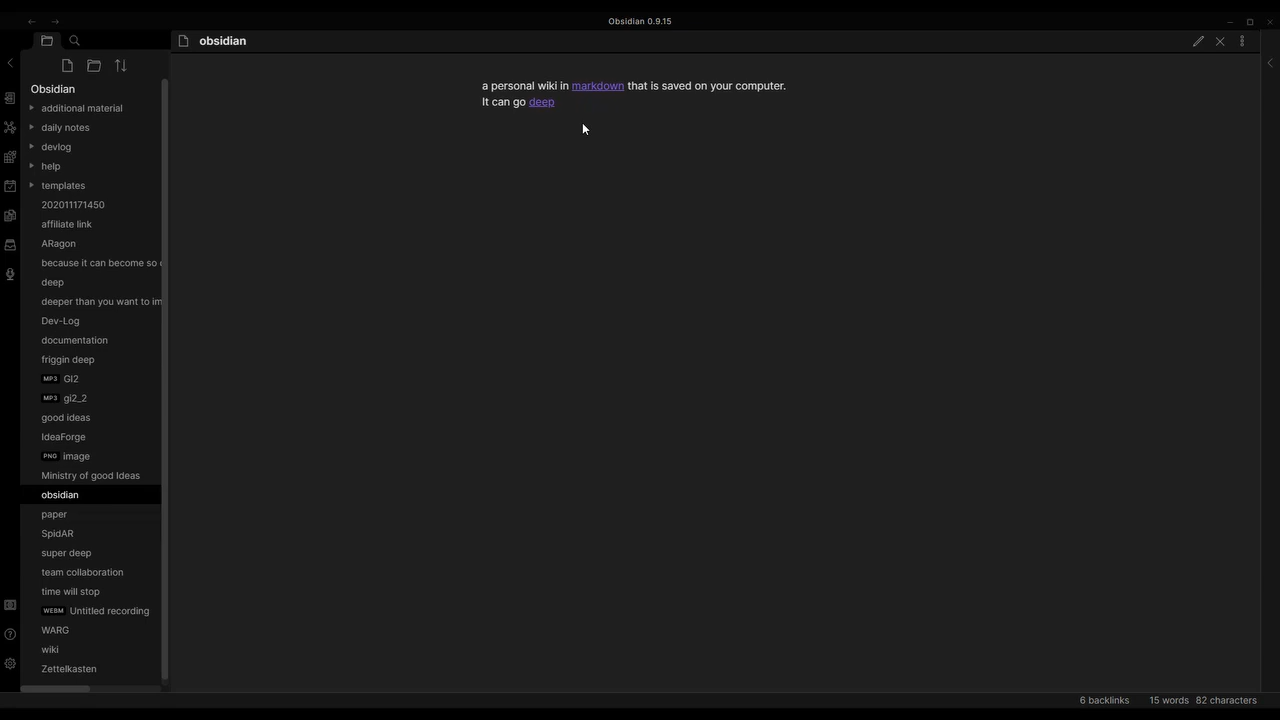 Obsidian 0.9.15
obsidian
Obsidian
additional material
daily notes
devlog
help
templates
202011171450
affiliate link
ARagon
because it can become so
deep
deeper than you want to im
Dev-Log
documentation
friggin deep
MP3 GI2
MP3 gi2_2
good ideas
IdeaForge
PNG image
Ministry of good Ideas
obsidian
paper
SpidAR
super deep
team collaboration
time will stop
WEBM Untitled recording
WARG
wiki
Zettelkasten
a personal wiki in markdown that is saved on your computer.
It can go deep
6 backlinks 15 words 82 characters